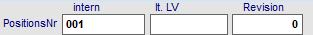 intern lt. LV Revision
PositionsNr 001 0